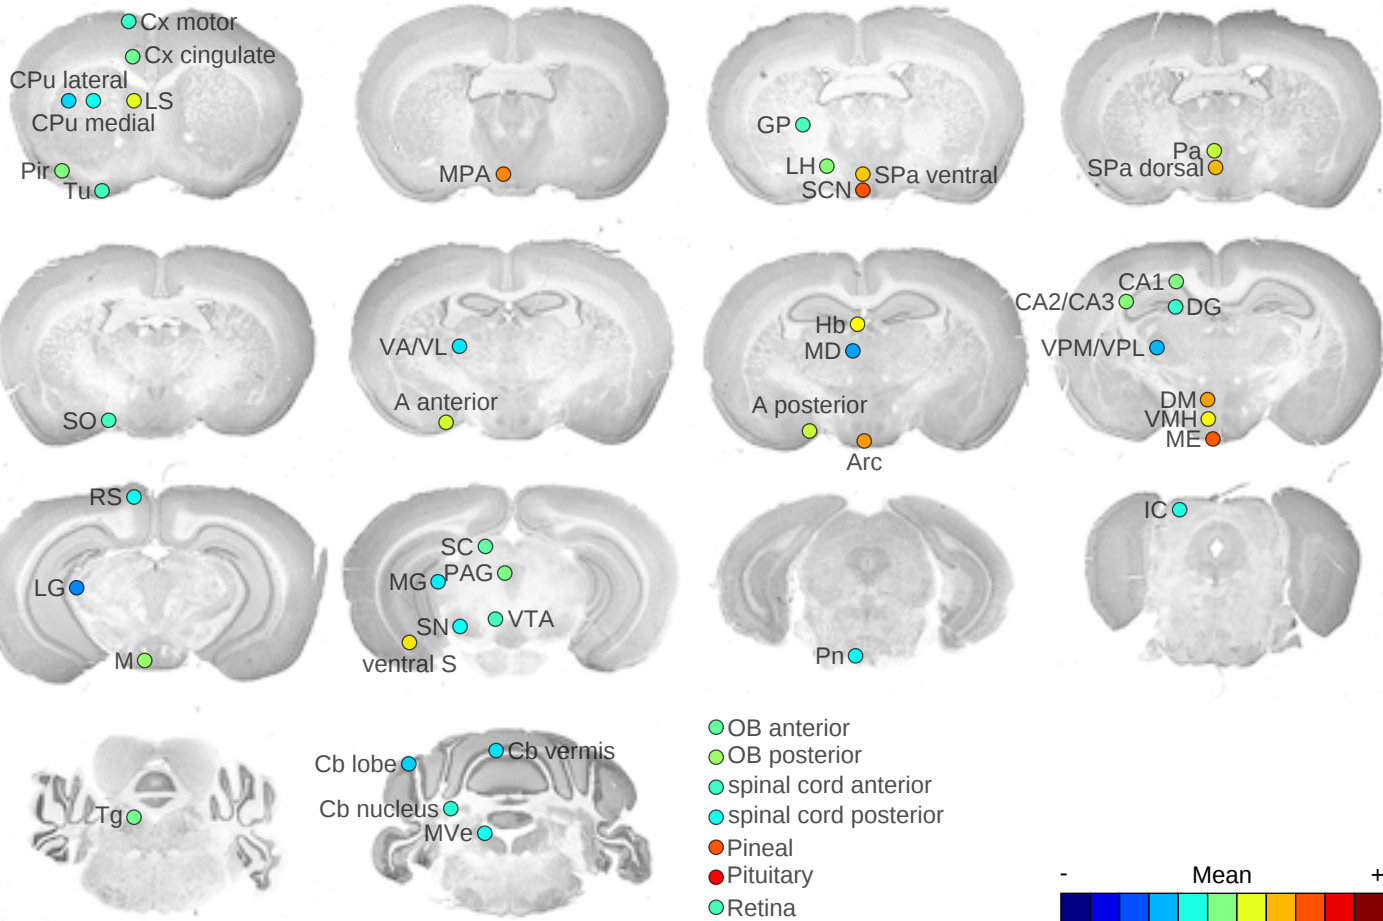 Cx motor
Cx cingulate
CPu lateral
LS
CPu medial
Pir
Tu
MPA
GP
LH
SPa ventral
SCN
Pa
SPa dorsal
SO
VA/VL
A anterior
Hb
MD
A posterior
Arc
CA1
CA2/CA3
DG
VPM/VPL
DM
VMH
ME
RS
LG
M
SC
MG
PAG
SN
VTA
ventral S
Pn
IC
Tg
Cb lobe
Cb vermis
Cb nucleus
MVe
OB anterior
OB posterior
spinal cord anterior
spinal cord posterior
Pineal
Pituitary
Retina
- Mean +